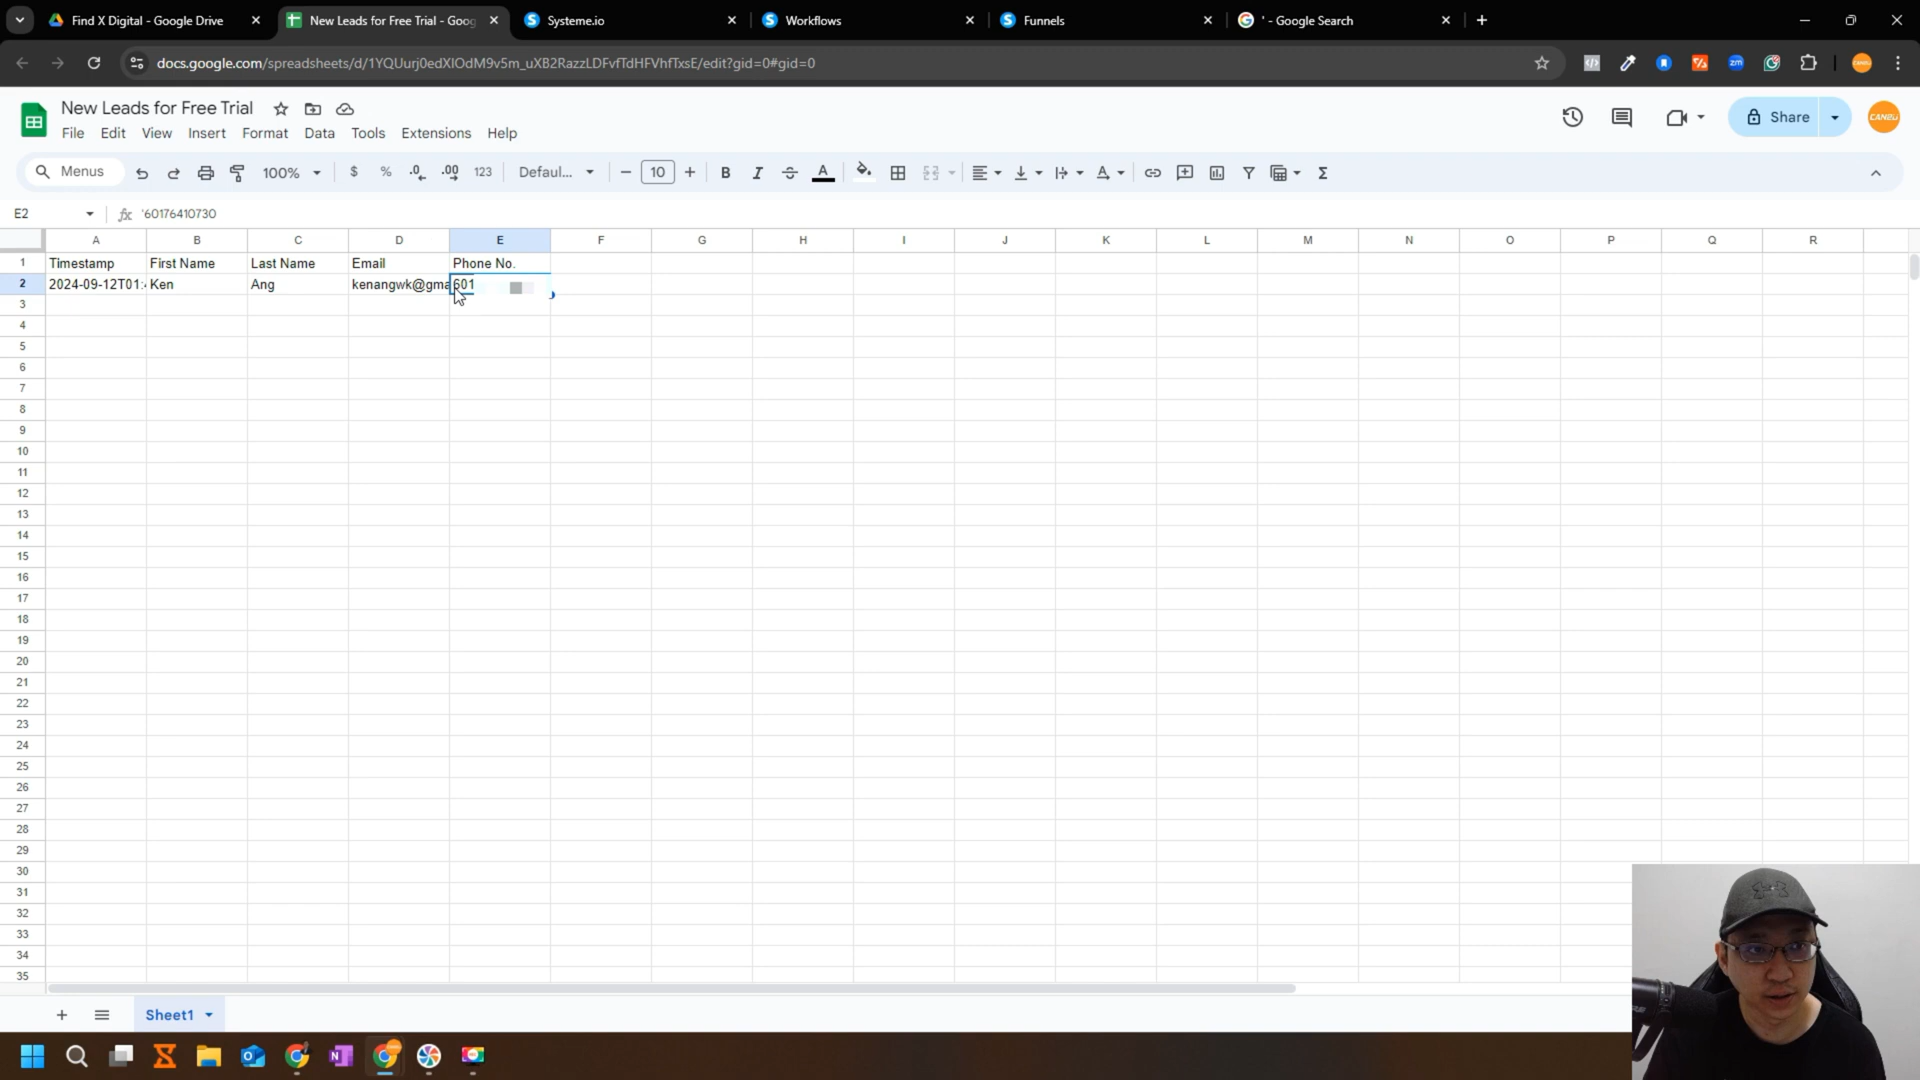 Find X Digital - Google Drive
New Leads for Free Trial - Goog
Systeme.io
Workflows
Funnels
' - Google Search
docs.google.com/spreadsheets/d/1YQUurj0edXIOdM9v5m_uXB2RazzLDFvfTdHFVhfTxsE/edit?gid=0#gid=0
New Leads for Free Trial
File Edit View Insert Format Data Tools Extensions Help
Share
CANELI
Menus
100%
$ % .0 .00 123
Defaul...
10
B I A
E2
fx '60176410730
A B C D E F G H I J K L M N O P Q R
1 Timestamp First Name Last Name Email Phone No.
2 2024-09-12T01:4 Ken Ang kenangwk@gma 601
3
4
5
6
7
8
9
10
11
12
13
14
15
16
17
18
19
20
21
22
23
24
25
26
27
28
29
30
31
32
33
34
35
Sheet1